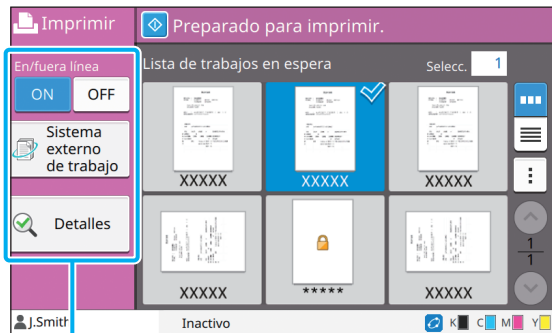 Imprimir
Preparado para imprimir.
En/fuera línea
ON OFF
Sistema
externo
de trabajo
Detalles
Lista de trabajos en espera
Selecc. 1
XXXXX XXXXX XXXXX
XXXXX ***** XXXXX
1
1
J.Smith
Inactivo
K C M Y